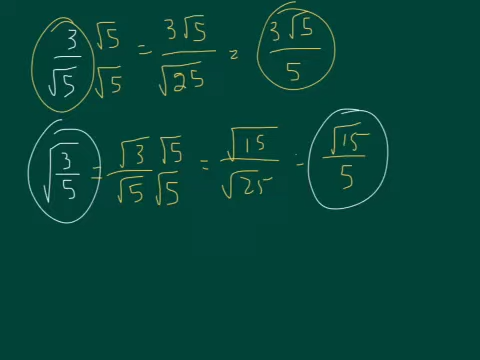 3/√5 √5/√5 = 3√5/√25 = 3√5/5
√(3/5) = √3/√5 √5/√5 = √15/√25 = √15/5